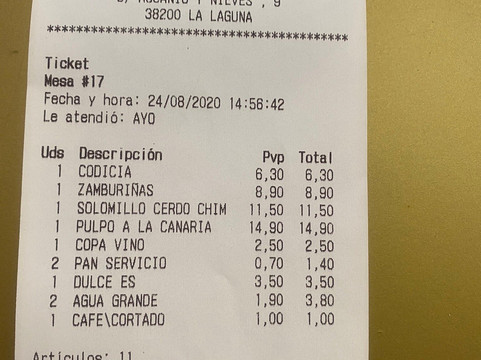 38200 LA LAGUNA
******************************************
Ticket
Mesa #17
Fecha y hora: 24/08/2020 14:56:42
Le atendió: AYO
Uds Descripción Pvp Total
1 CODICIA 6,30 6,30
1 ZAMBURIÑAS 8,90 8,90
1 SOLOMILLO CERDO CHIM 11,50 11,50
1 PULPO A LA CANARIA 14,90 14,90
1 COPA VINO 2,50 2,50
2 PAN SERVICIO 0,70 1,40
1 DULCE ES 3,50 3,50
2 AGUA GRANDE 1,90 3,80
1 CAFE\CORTADO 1,00 1,00
Articulos: 11